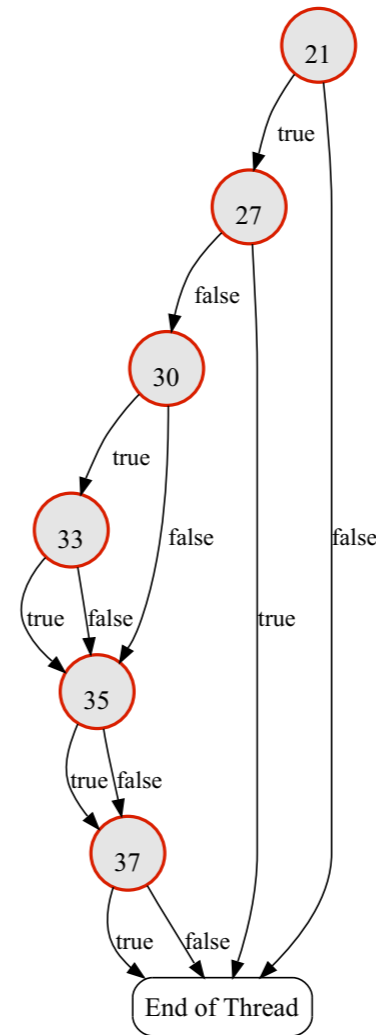 21
true
27
false
30
true
false
false
33
true
true
false
35
true
false
37
true
false
End of Thread